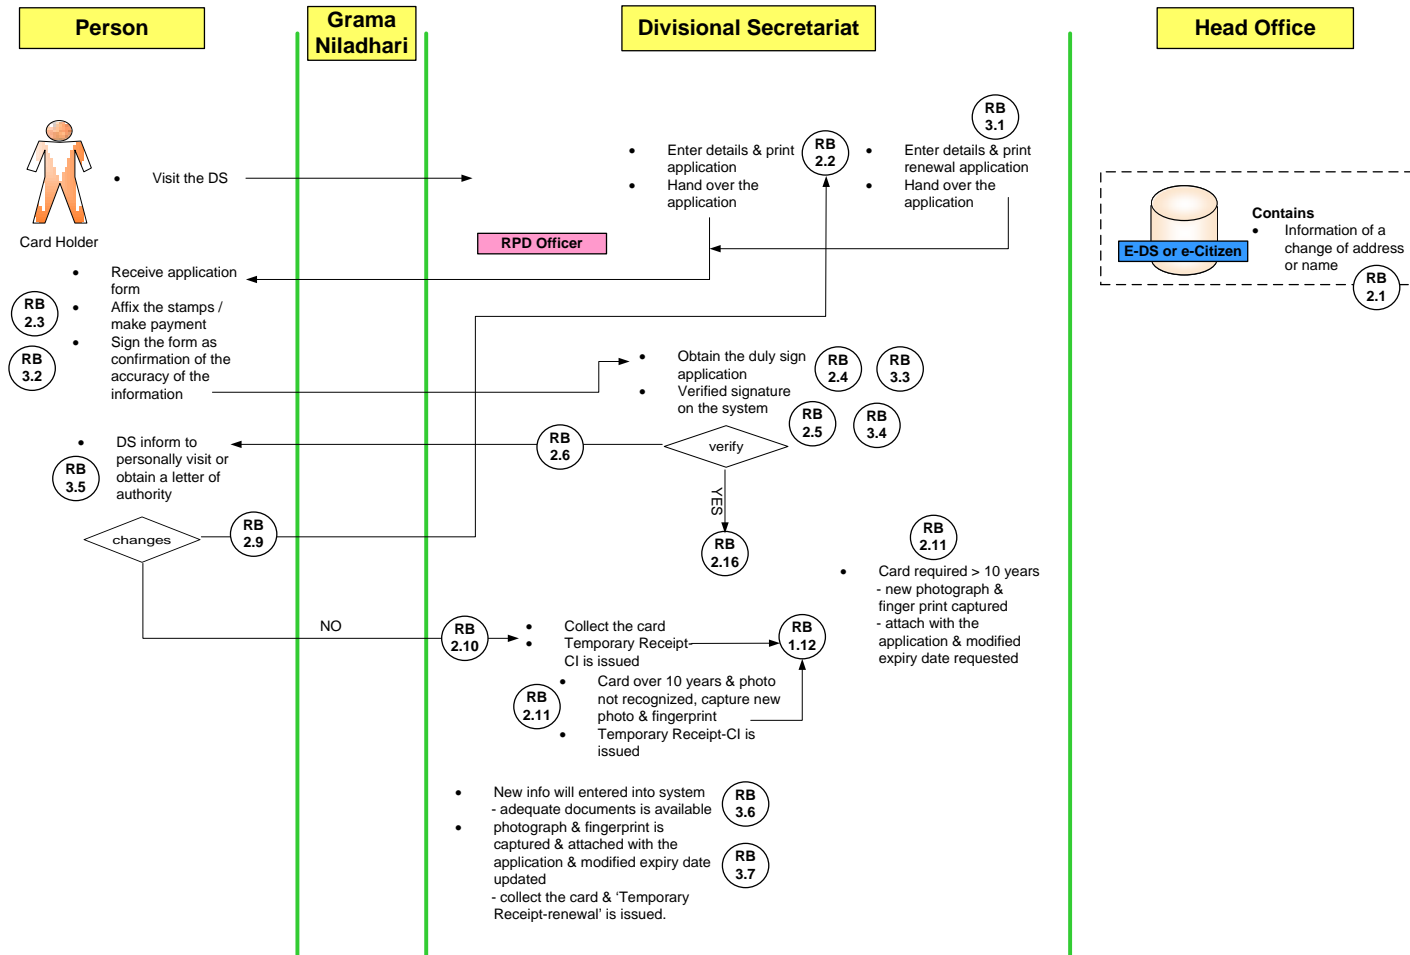 Person
Grama
Niladhari
Divisional Secretariat
Head Office
RB
3.1
• Enter details & print
application
• Hand over the
application
RB
2.2
• Enter details & print
renewal application
• Hand over the
application
• Visit the DS
Card Holder
RPD Officer
E-DS or e-Citizen
Contains
• Information of a
change of address
or name
RB
2.1
• Receive application
form
• Affix the stamps /
make payment
• Sign the form as
confirmation of the
accuracy of the
information
RB
2.3
RB
3.2
• Obtain the duly sign
application
• Verified signature
on the system
RB
2.4
RB
3.3
RB
2.5
RB
3.4
verify
RB
2.6
• DS inform to
personally visit or
obtain a letter of
authority
RB
3.5
YES
RB
2.16
changes
RB
2.9
RB
2.11
• Card required > 10 years
- new photograph &
finger print captured
- attach with the
application & modified
expiry date requested
NO
RB
2.10
• Collect the card
• Temporary Receipt-
CI is issued
RB
1.12
RB
2.11
• Card over 10 years & photo
not recognized, capture new
photo & fingerprint
• Temporary Receipt-CI is
issued
• New info will entered into system
- adequate documents is available
• photograph & fingerprint is
captured & attached with the
application & modified expiry date
updated
- collect the card & ‘Temporary
Receipt-renewal’ is issued.
RB
3.6
RB
3.7